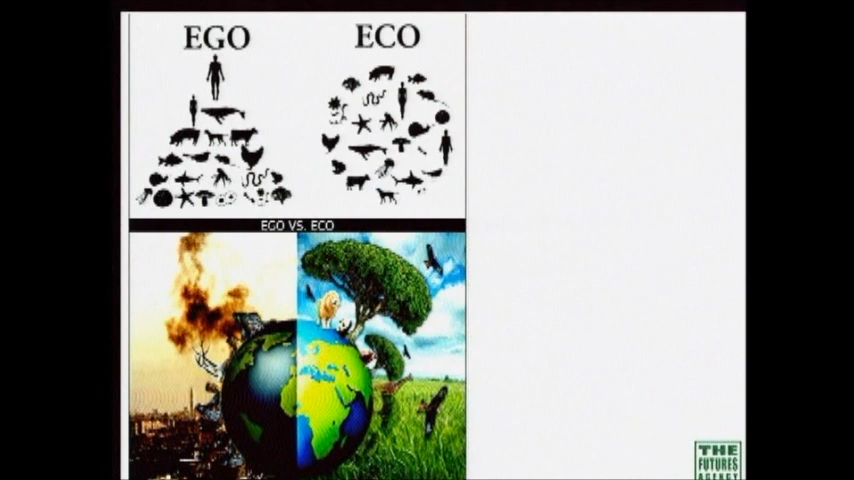 EGO
ECO
EGO VS. ECO
THE
FUTURES
AGENCY